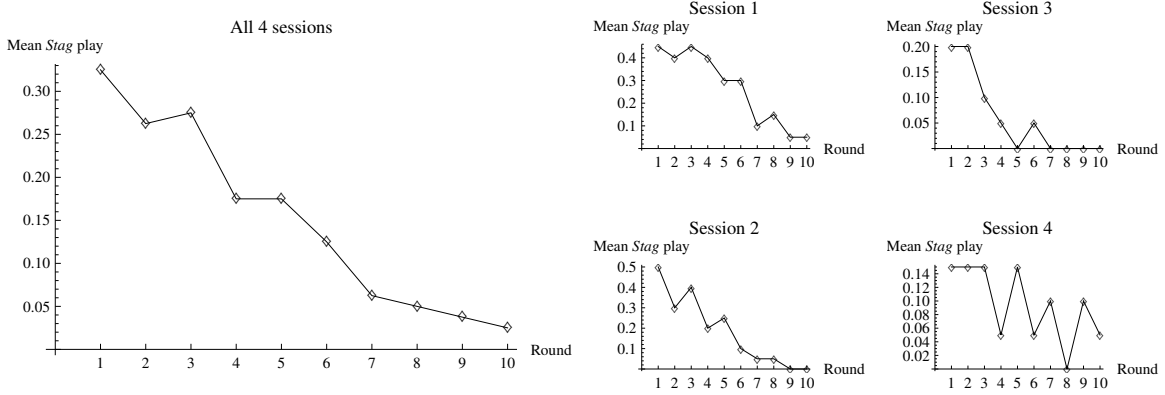 All 4 sessions
Mean Stag play
0.30
0.25
0.20
0.15
0.10
0.05
1 2 3 4 5 6 7 8 9 10
Round
Session 1
Mean Stag play
0.4
0.3
0.2
0.1
1 2 3 4 5 6 7 8 9 10
Round
Session 3
Mean Stag play
0.20
0.15
0.10
0.05
1 2 3 4 5 6 7 8 9 10
Round
Session 2
Mean Stag play
0.5
0.4
0.3
0.2
0.1
1 2 3 4 5 6 7 8 9 10
Round
Session 4
Mean Stag play
0.14
0.12
0.10
0.08
0.06
0.04
0.02
1 2 3 4 5 6 7 8 9 10
Round